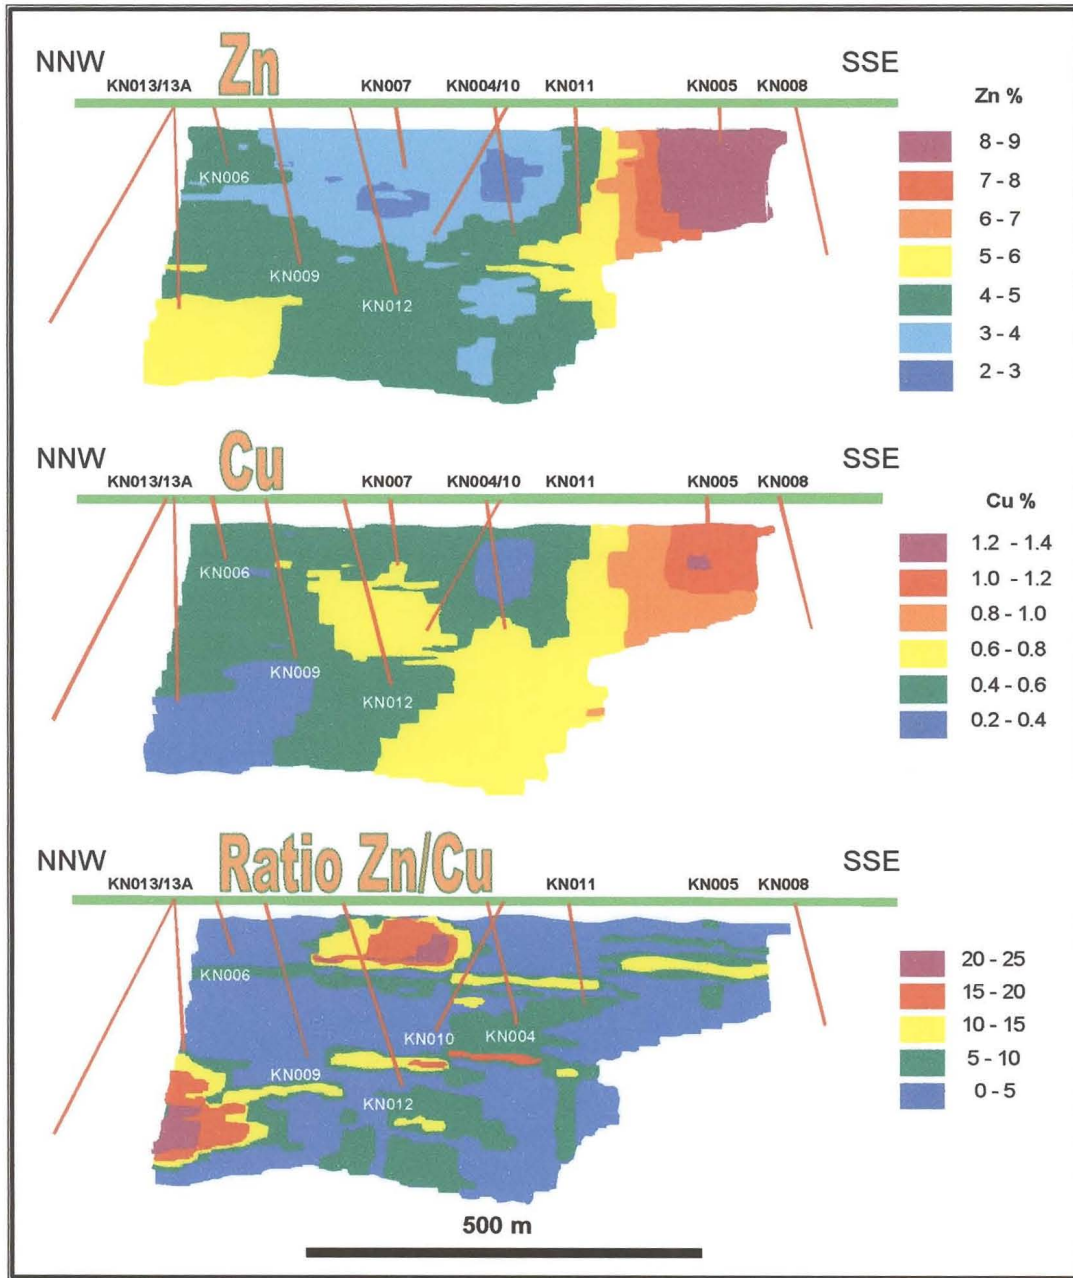 Zn
NNW
SSE
KN013/13A KN007 KN004/10 KN011 KN005 KN008
KN006
KN009
KN012
Zn %
8 - 9
7 - 8
6 - 7
5 - 6
4 - 5
3 - 4
2 - 3
Cu
NNW
SSE
KN013/13A KN007 KN004/10 KN011 KN005 KN008
KN006
KN009
KN012
Cu %
1.2 - 1.4
1.0 - 1.2
0.8 - 1.0
0.6 - 0.8
0.4 - 0.6
0.2 - 0.4
Ratio Zn/Cu
NNW
SSE
KN013/13A KN011 KN005 KN008
KN006
KN010
KN004
KN009
KN012
20 - 25
15 - 20
10 - 15
5 - 10
0 - 5
500 m